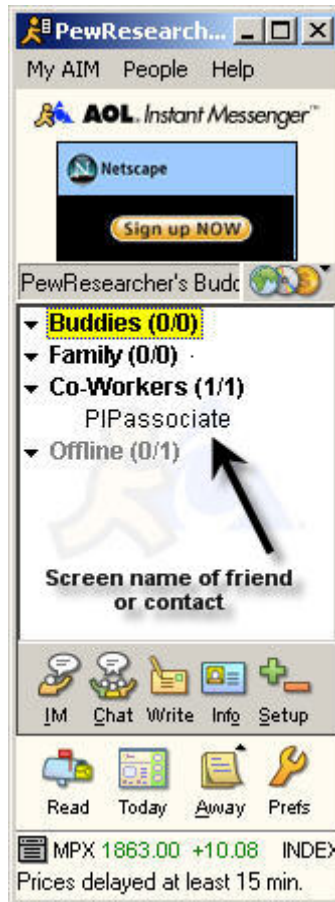 PewResearch...
My AIM People Help
AOL Instant Messenger™
N Netscape
Sign up NOW
PewResearcher's Budd
Buddies (0/0)
Family (0/0)
Co-Workers (1/1)
PIPassociate
Offline (0/1)
Screen name of friend
or contact
IM Chat Write Info Setup
Read Today Away Prefs
MPX 1863.00 +10.08 INDEX
Prices delayed at least 15 min.